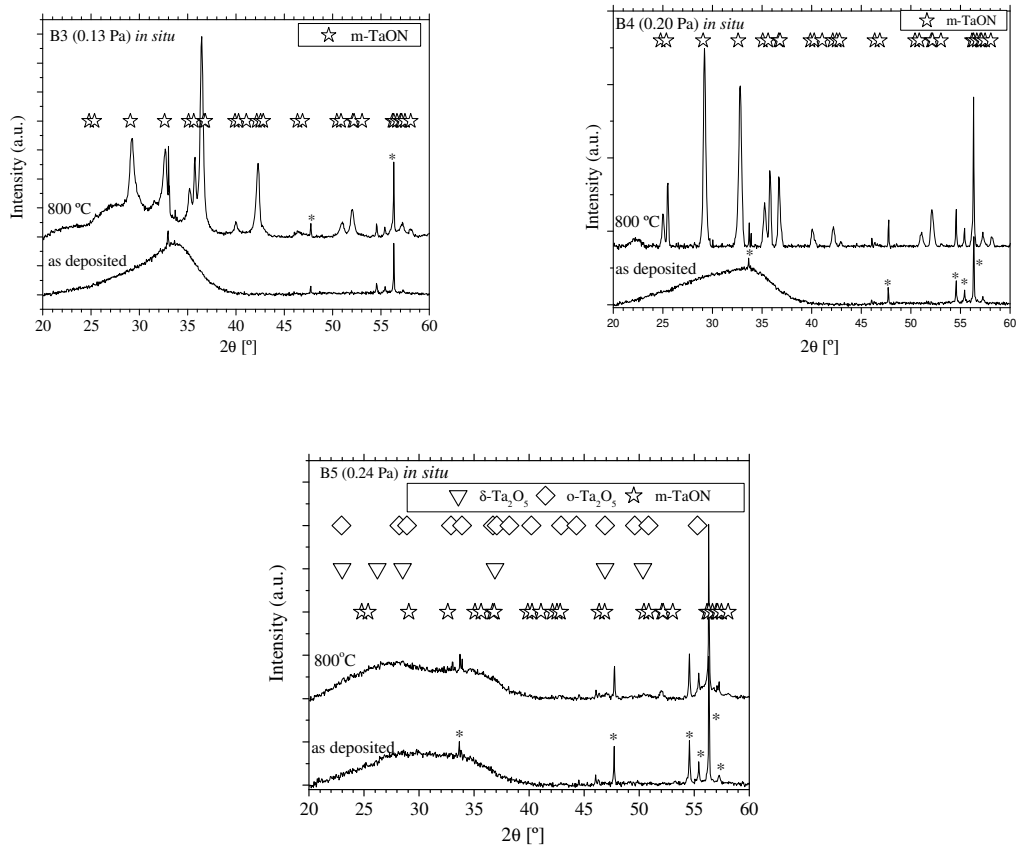 B3 (0.13 Pa) in situ
☆ m-TaON
Intensity (a.u.)
*
800 ºC
*
as deposited
20 25 30 35 40 45 50 55 60
2θ [º]
B4 (0.20 Pa) in situ
☆ m-TaON
Intensity (a.u.)
800 ºC
as deposited
* * * * *
20 25 30 35 40 45 50 55 60
2θ [º]
B5 (0.24 Pa) in situ
▽ δ-Ta₂O₅ ◇ o-Ta₂O₅ ☆ m-TaON
Intensity (a.u.)
800°C
as deposited
* * * * * *
20 25 30 35 40 45 50 55 60
2θ [º]